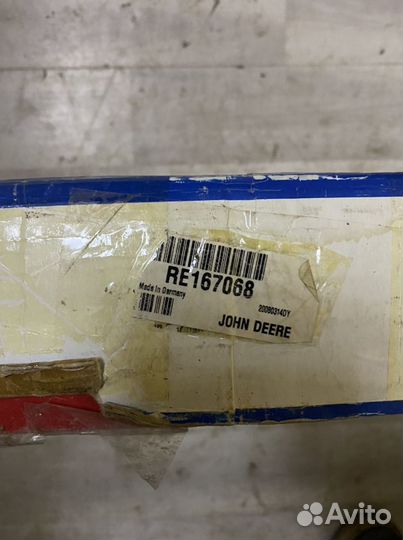 RE167068
Made in Germany
20080314DY
JOHN DEERE
Avito